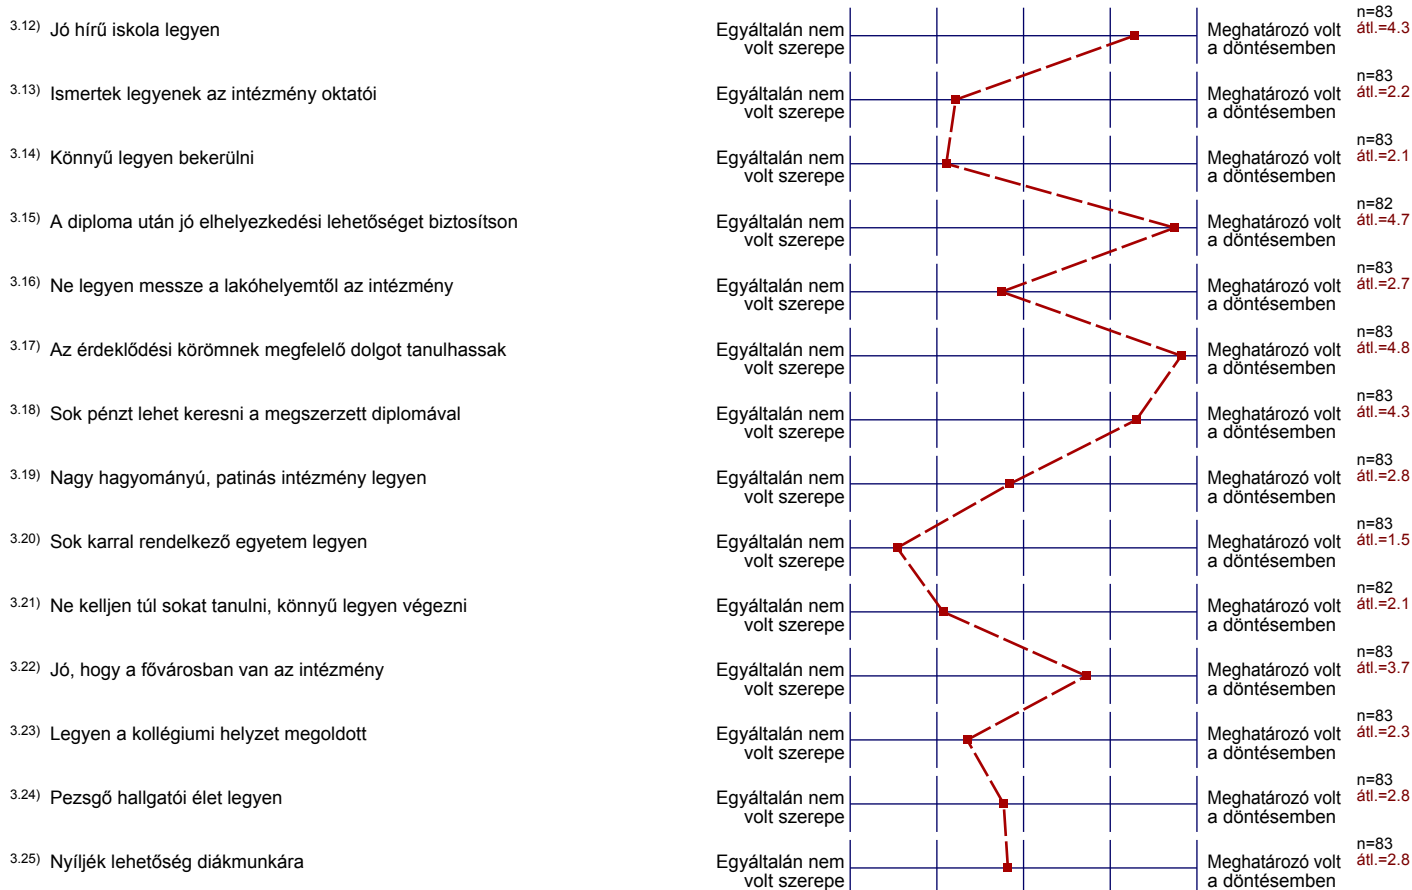 3.12) Jó hírű iskola legyen
Egyáltalán nem
volt szerepe
Meghatározó volt
a döntésemben
n=83
átl.=4.3
3.13) Ismertek legyenek az intézmény oktatói
Egyáltalán nem
volt szerepe
Meghatározó volt
a döntésemben
n=83
átl.=2.2
3.14) Könnyű legyen bekerülni
Egyáltalán nem
volt szerepe
Meghatározó volt
a döntésemben
n=83
átl.=2.1
3.15) A diploma után jó elhelyezkedési lehetőséget biztosítson
Egyáltalán nem
volt szerepe
Meghatározó volt
a döntésemben
n=82
átl.=4.7
3.16) Ne legyen messze a lakóhelyemtől az intézmény
Egyáltalán nem
volt szerepe
Meghatározó volt
a döntésemben
n=83
átl.=2.7
3.17) Az érdeklődési körömnek megfelelő dolgot tanulhassak
Egyáltalán nem
volt szerepe
Meghatározó volt
a döntésemben
n=83
átl.=4.8
3.18) Sok pénzt lehet keresni a megszerzett diplomával
Egyáltalán nem
volt szerepe
Meghatározó volt
a döntésemben
n=83
átl.=4.3
3.19) Nagy hagyományú, patinás intézmény legyen
Egyáltalán nem
volt szerepe
Meghatározó volt
a döntésemben
n=83
átl.=2.8
3.20) Sok karral rendelkező egyetem legyen
Egyáltalán nem
volt szerepe
Meghatározó volt
a döntésemben
n=83
átl.=1.5
3.21) Ne kelljen túl sokat tanulni, könnyű legyen végezni
Egyáltalán nem
volt szerepe
Meghatározó volt
a döntésemben
n=82
átl.=2.1
3.22) Jó, hogy a fővárosban van az intézmény
Egyáltalán nem
volt szerepe
Meghatározó volt
a döntésemben
n=83
átl.=3.7
3.23) Legyen a kollégiumi helyzet megoldott
Egyáltalán nem
volt szerepe
Meghatározó volt
a döntésemben
n=83
átl.=2.3
3.24) Pezsgő hallgatói élet legyen
Egyáltalán nem
volt szerepe
Meghatározó volt
a döntésemben
n=83
átl.=2.8
3.25) Nyíljék lehetőség diákmunkára
Egyáltalán nem
volt szerepe
Meghatározó volt
a döntésemben
n=83
átl.=2.8